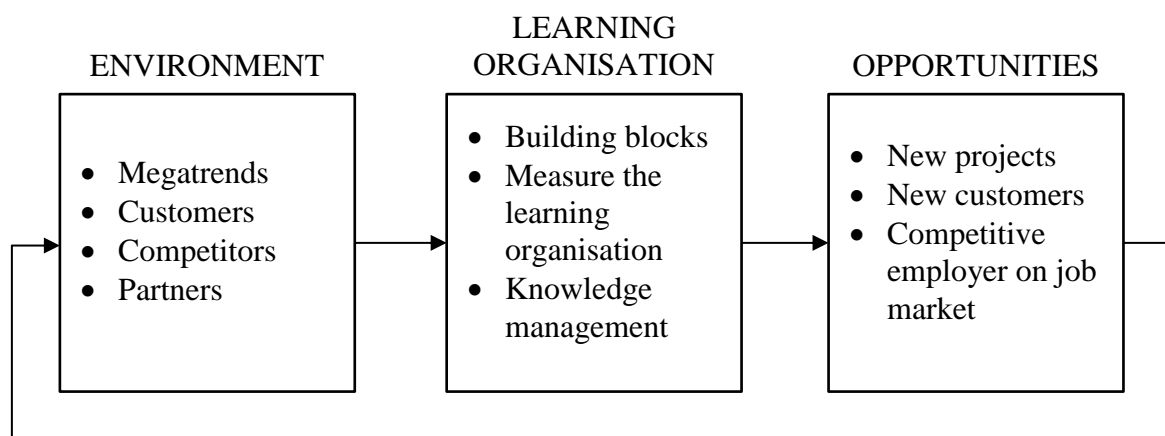 ENVIRONMENT
• Megatrends
• Customers
• Competitors
• Partners
LEARNING
ORGANISATION
• Building blocks
• Measure the
learning
organisation
• Knowledge
management
OPPORTUNITIES
• New projects
• New customers
• Competitive
employer on job
market